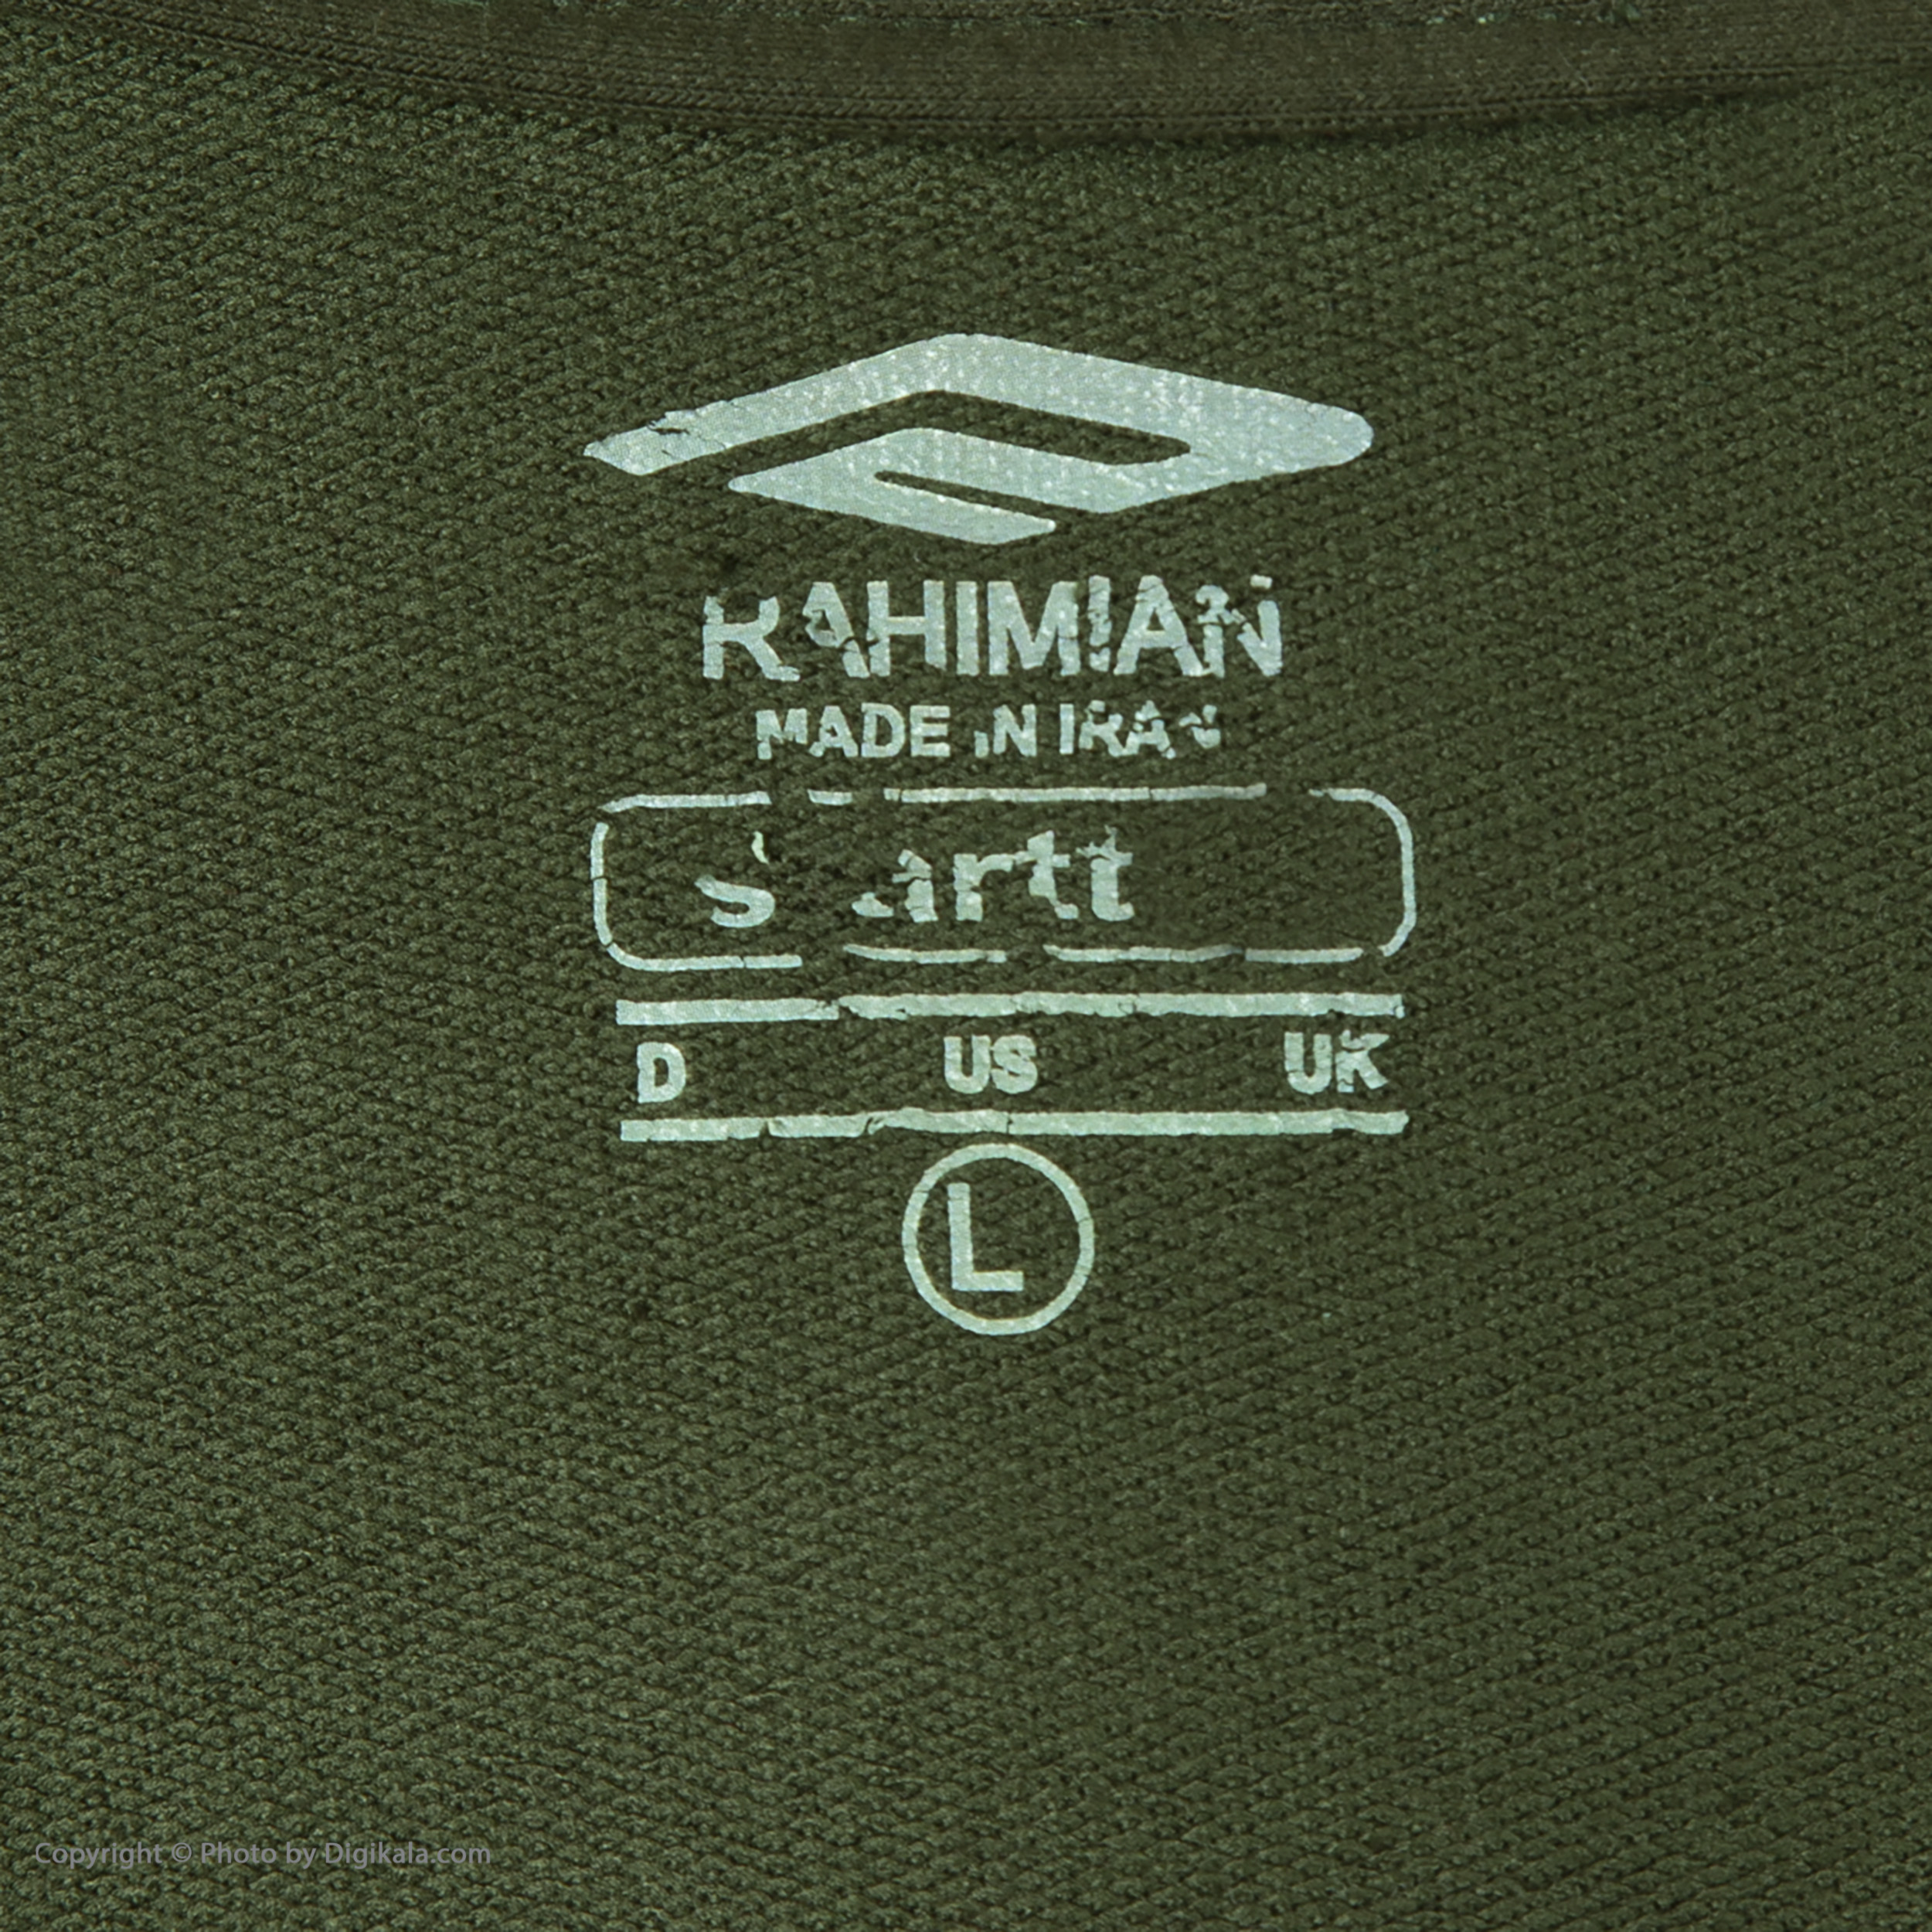 RAHIMIAN
MADE IN IRAN
D US UK
L
Copyright © Photo by Digikala.com